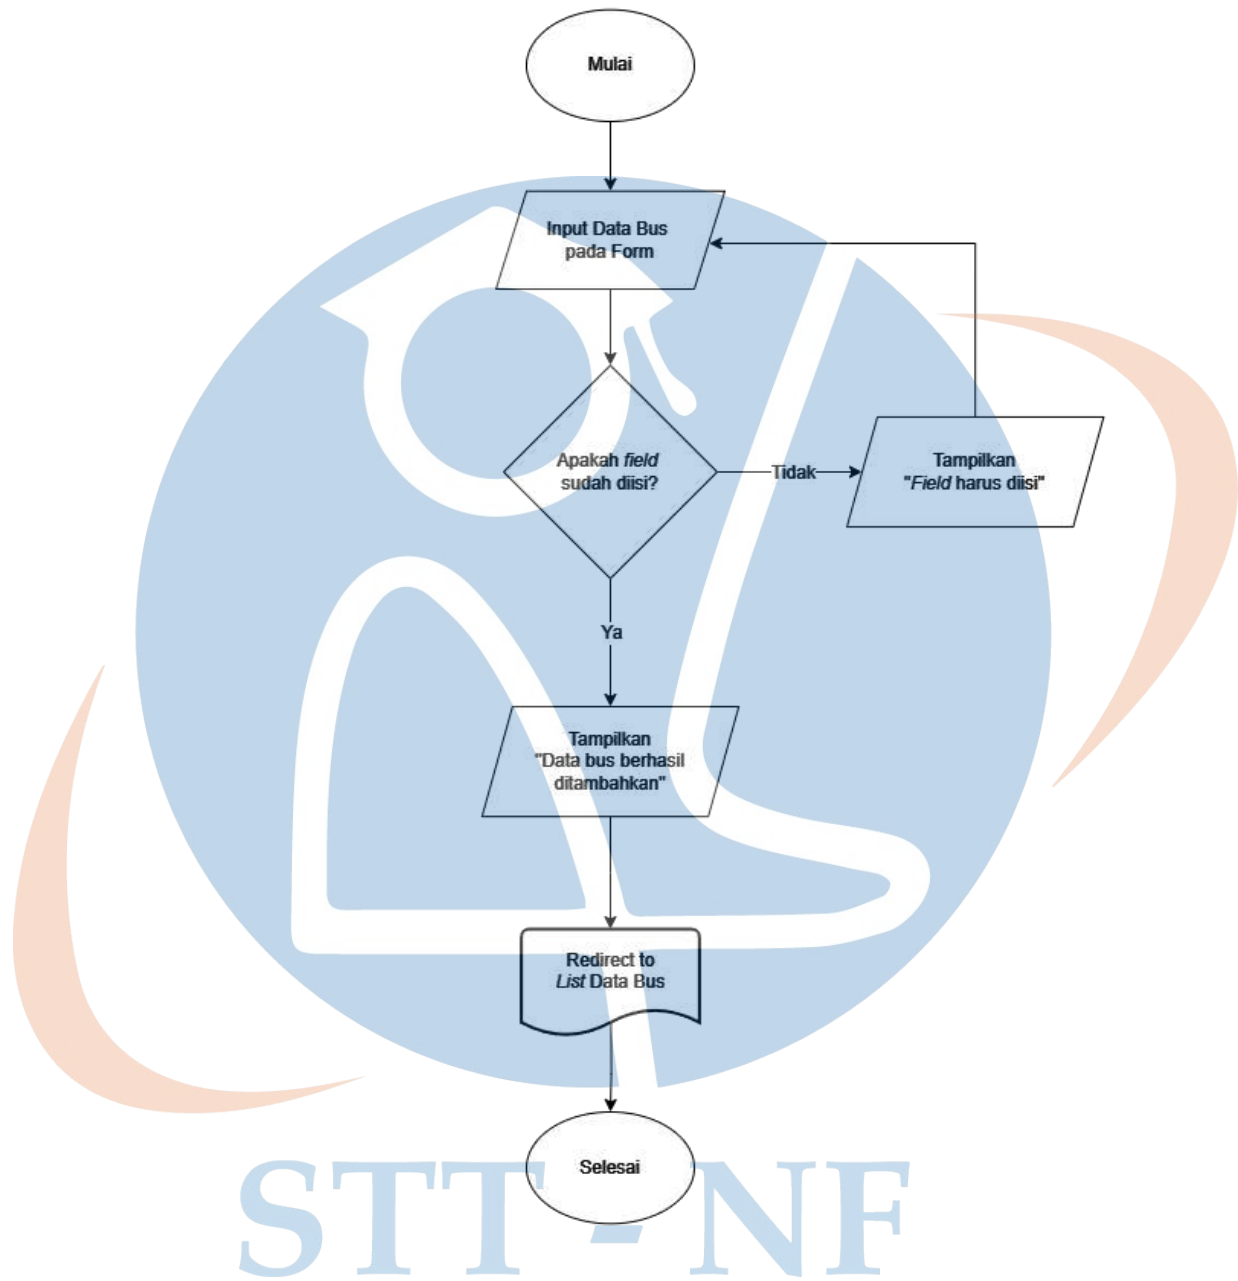 Mulai
Input Data Bus
pada Form
Apakah field
sudah diisi?
Tidak
Tampilkan
"Field harus diisi"
Ya
Tampilkan
"Data bus berhasil
ditambahkan"
Redirect to
List Data Bus
Selesai
STT - NF